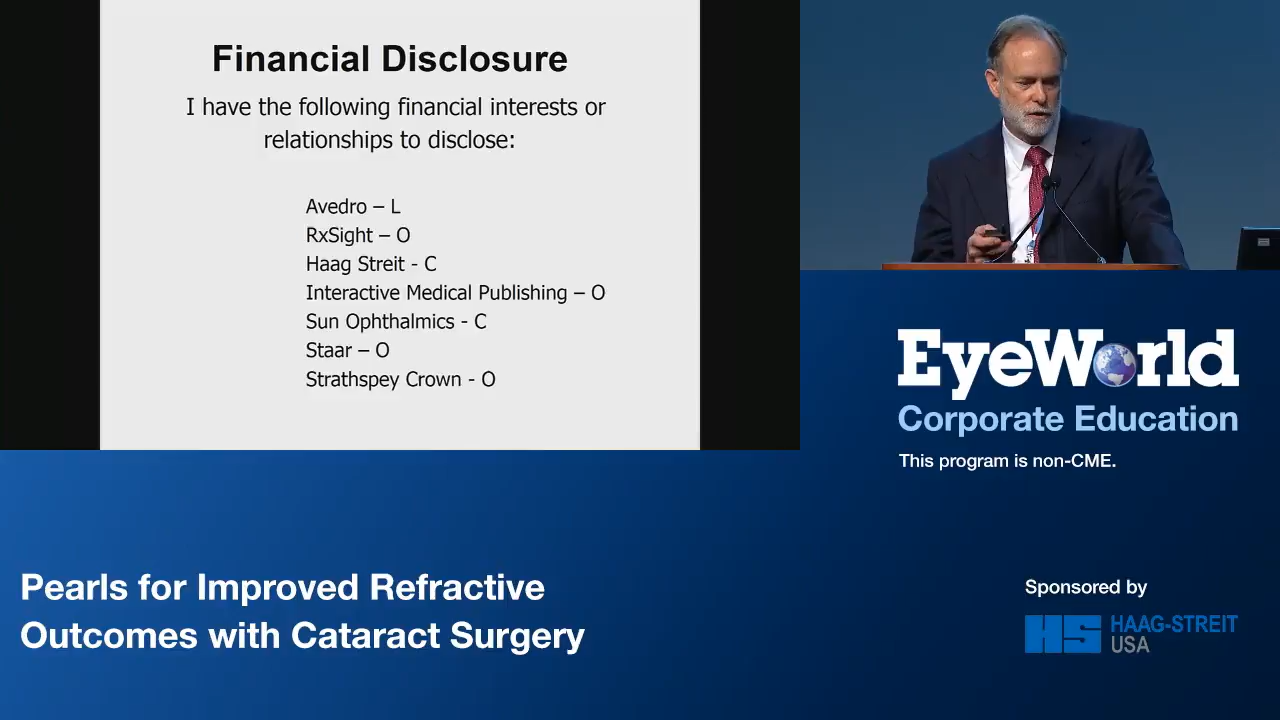 Financial Disclosure
I have the following financial interests or
relationships to disclose:
Avedro – L
RxSight – O
Haag Streit - C
Interactive Medical Publishing – O
Sun Ophthalmics - C
Staar – O
Strathspey Crown - O
EyeWorld
Corporate Education
This program is non-CME.
Pearls for Improved Refractive
Outcomes with Cataract Surgery
Sponsored by
HS HAAG-STREIT
USA